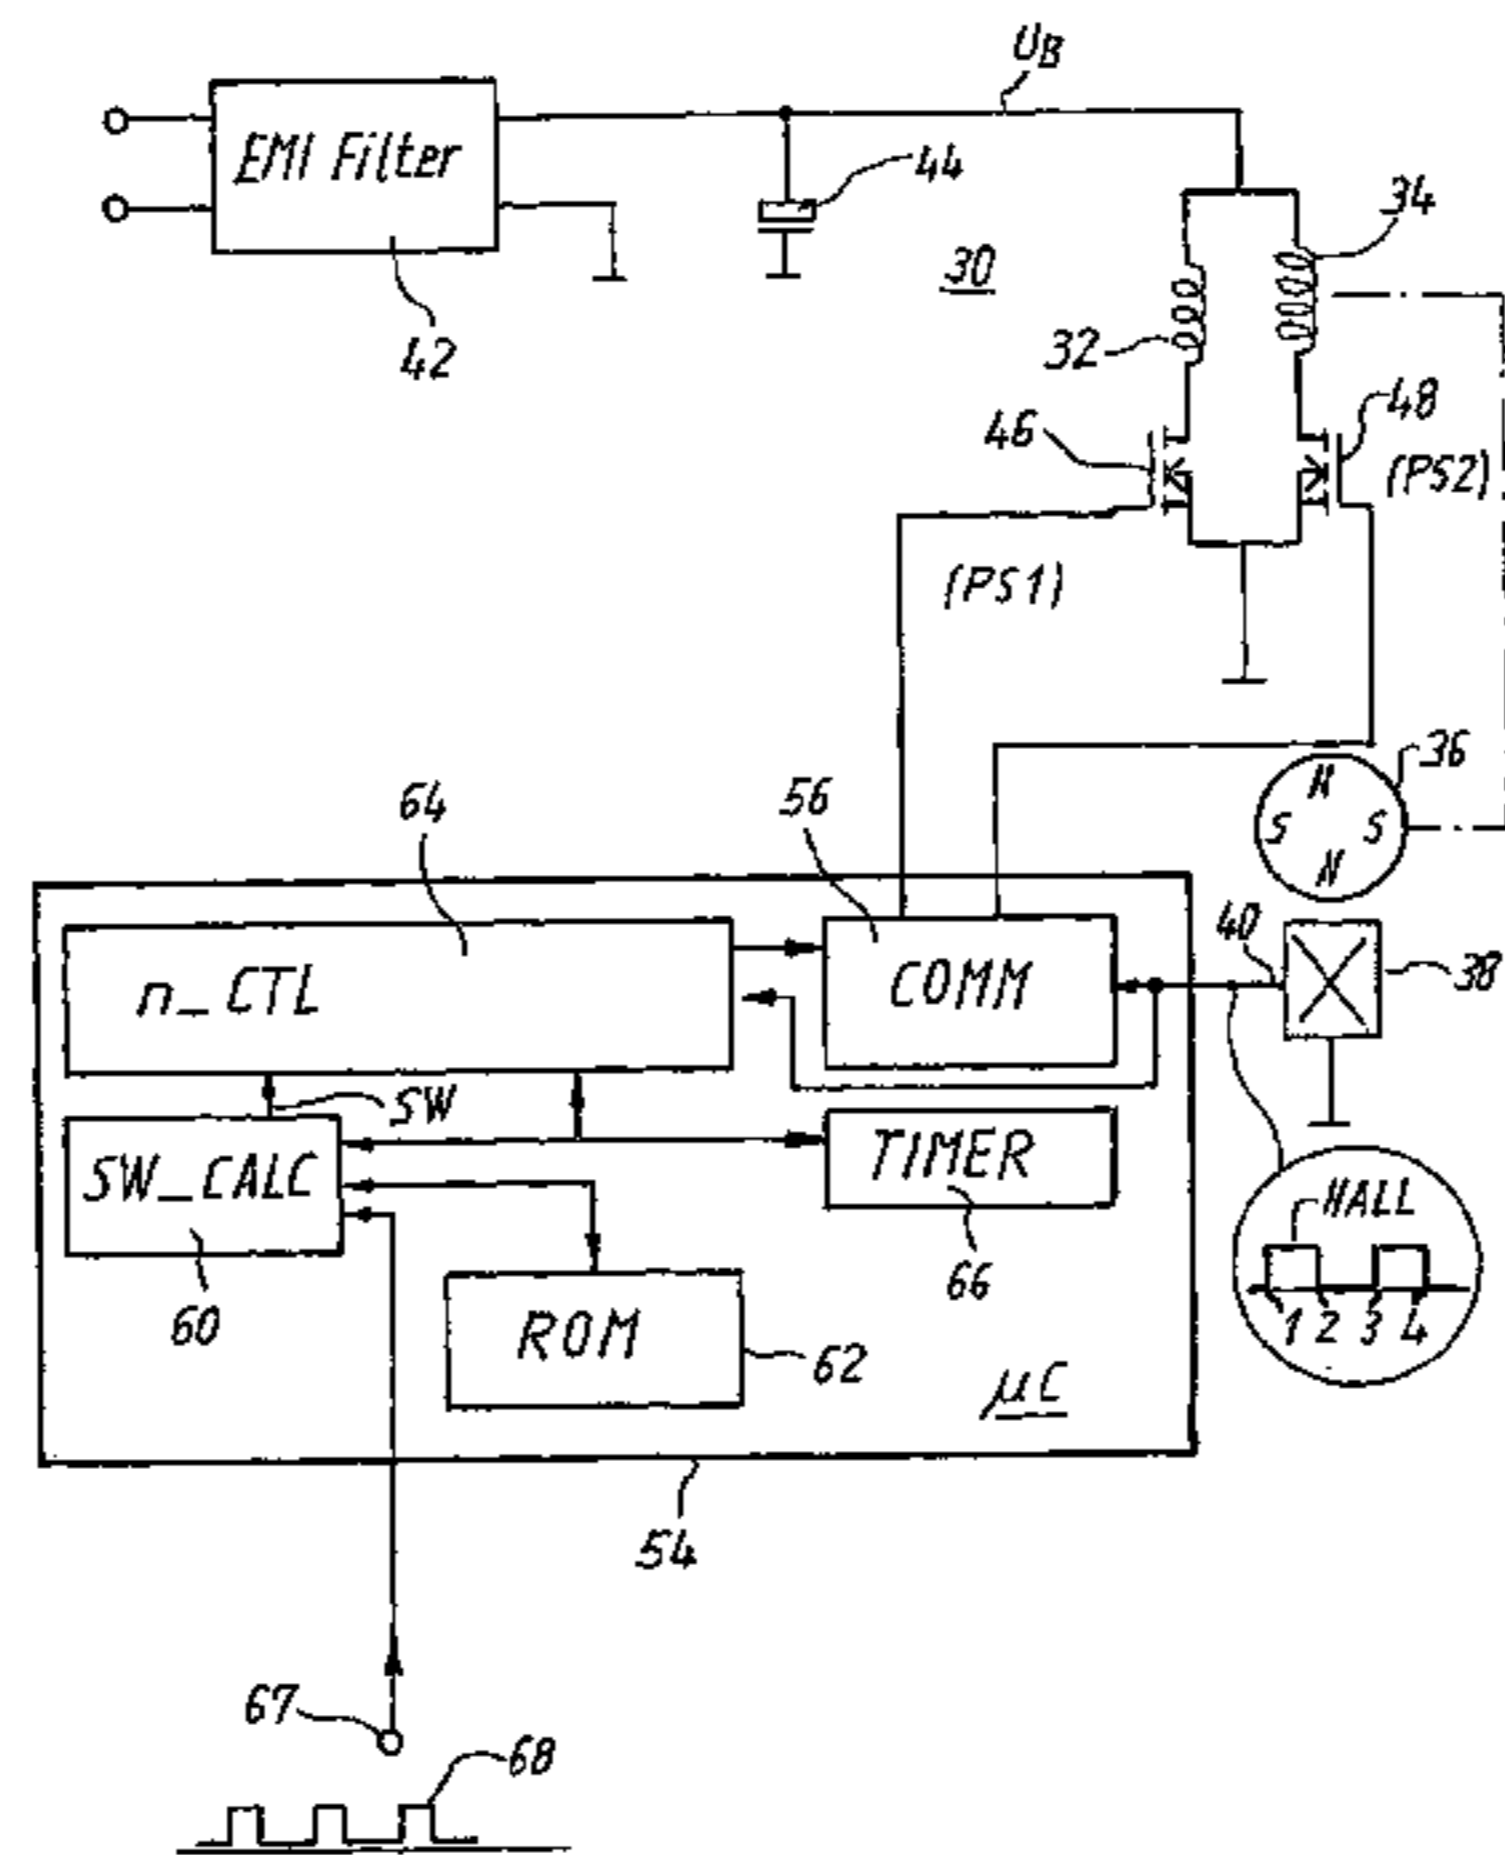 U_B
EMI Filter
44
34
30
42
32
48
46
(PS2)
(PS1)
36
N
S S
N
64
56
40
n_CTL
COMM
38
SW
SW_CALC
TIMER
HALL
66
60
ROM
62
1 2 3 4
µC
54
67
68